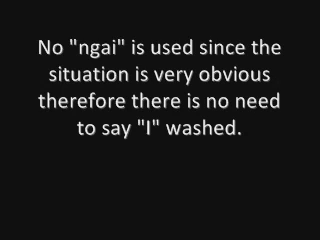 No "ngai" is used since the
situation is very obvious
therefore there is no need
to say "I" washed.